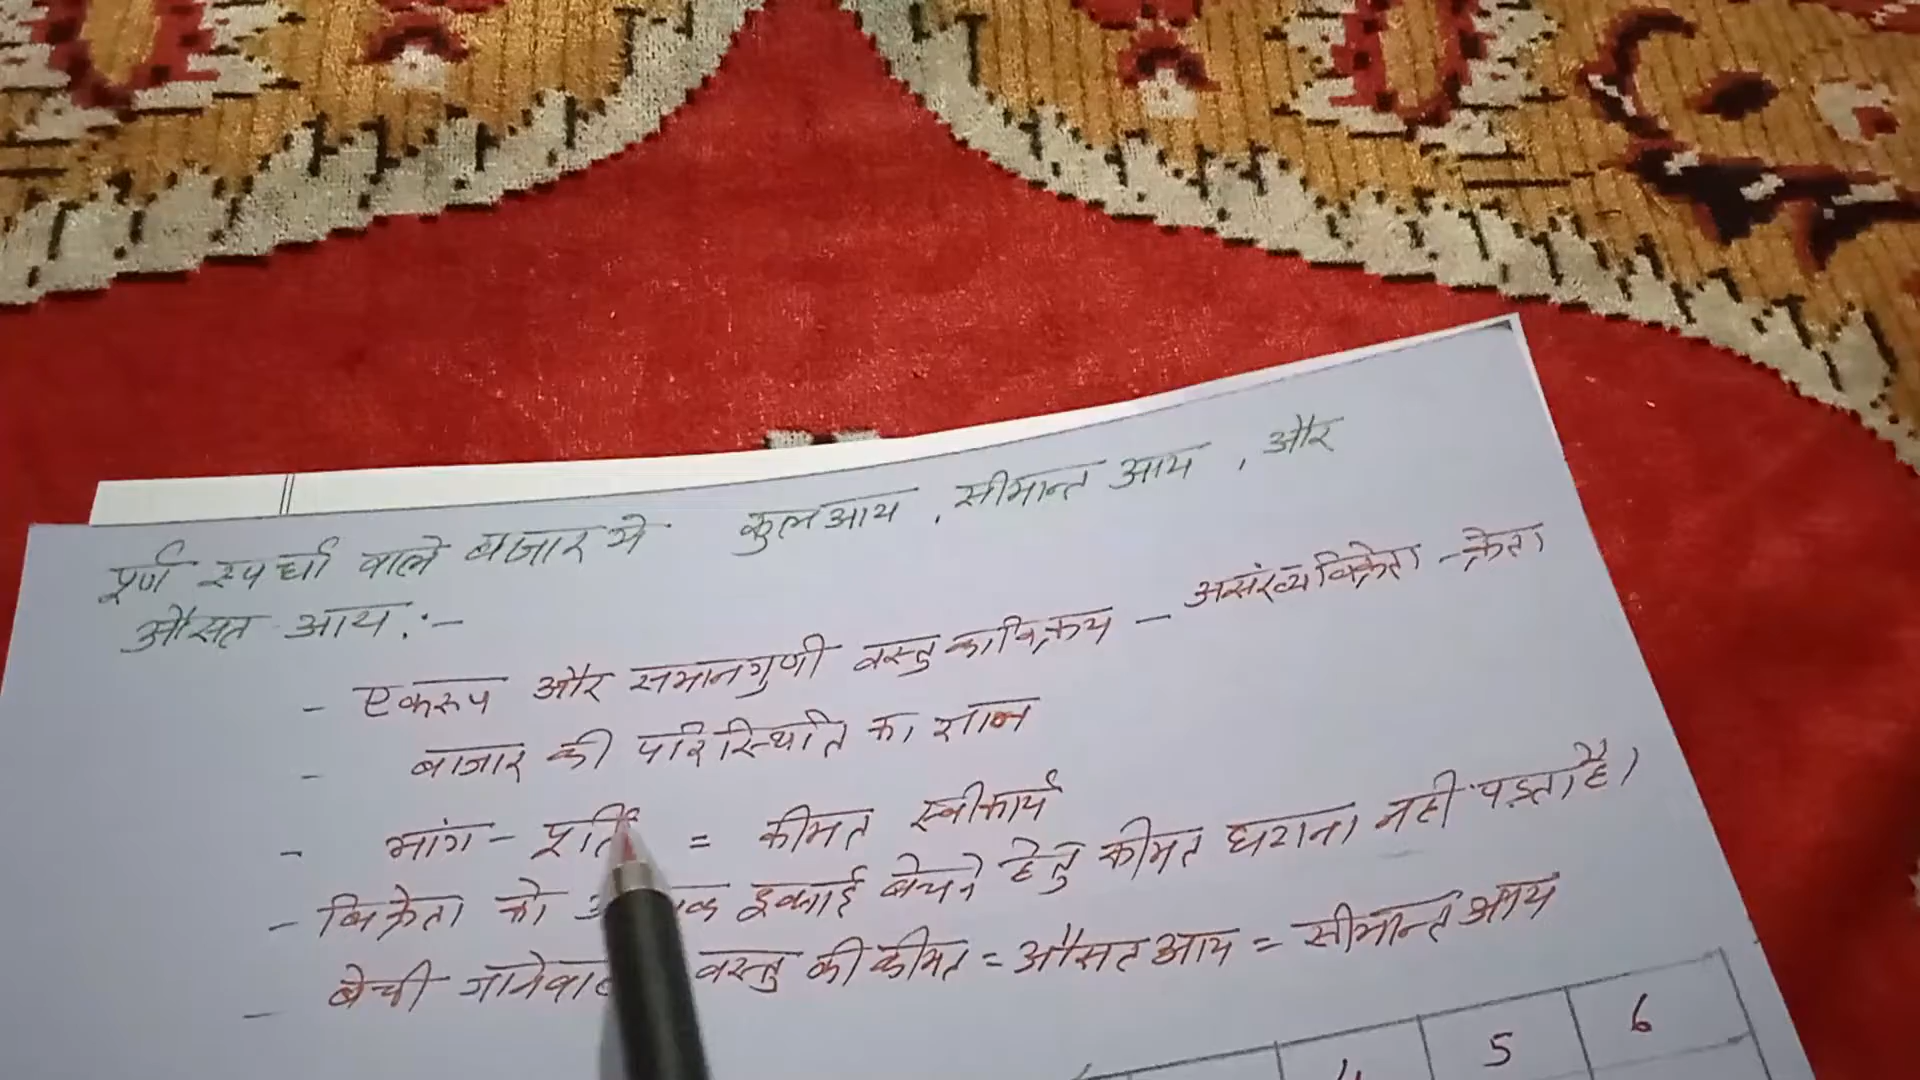 पूर्ण स्पर्धा वाले बाजार मे कुल आय , सीमान्त आय , और
औसत आय :-
- एकरूप और समानगुणी वस्तु का विक्रय - असंख्य विक्रेता - क्रेता
- बाजार की परिस्थिति का ज्ञान
- मांग - पूर्ति = कीमत स्वीकार्य
- विक्रेता को इकाई बेचने हेतु कीमत घटाना नही पड़ता है।
- बेची वस्तु की कीमत = औसत आय = सीमान्त आय
5 6